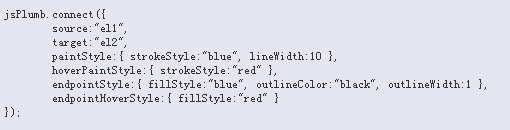 jsPlumb.connect({
        source:"el1",
        target:"el2",
        paintStyle:{ strokeStyle:"blue", lineWidth:10 },
        hoverPaintStyle:{ strokeStyle:"red" },
        endpointStyle:{ fillStyle:"blue", outlineColor:"black", outlineWidth:1 },
        endpointHoverStyle:{ fillStyle:"red" }
});